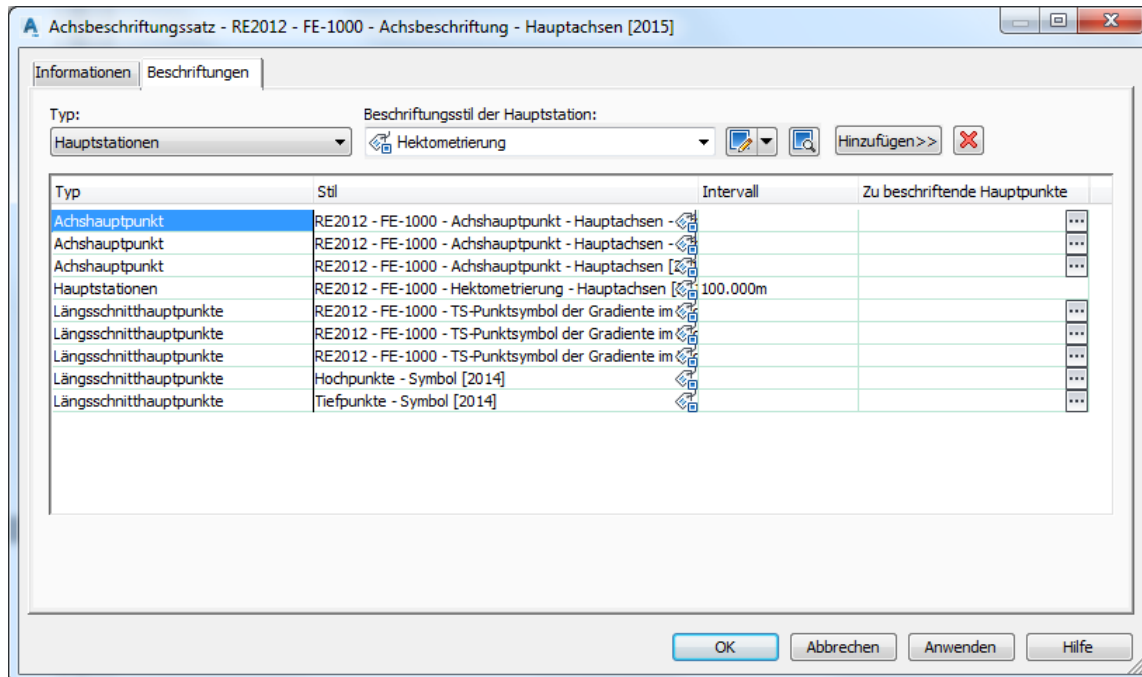 Achsbeschriftungssatz - RE2012 - FE-1000 - Achsbeschriftung - Hauptachsen [2015]
Informationen Beschriftungen
Typ: Beschriftungsstil der Hauptstation:
Hauptstationen Hektometrierung Hinzufügen>>
Typ Stil Intervall Zu beschriftende Hauptpunkte
Achshauptpunkt RE2012 - FE-1000 - Achshauptpunkt - Hauptachsen - ...
Achshauptpunkt RE2012 - FE-1000 - Achshauptpunkt - Hauptachsen - ...
Achshauptpunkt RE2012 - FE-1000 - Achshauptpunkt - Hauptachsen [ ...
Hauptstationen RE2012 - FE-1000 - Hektometrierung - Hauptachsen [ 100.000m
Längsschnitthauptpunkte RE2012 - FE-1000 - TS-Punktsymbol der Gradiente im ...
Längsschnitthauptpunkte RE2012 - FE-1000 - TS-Punktsymbol der Gradiente im ...
Längsschnitthauptpunkte RE2012 - FE-1000 - TS-Punktsymbol der Gradiente im ...
Längsschnitthauptpunkte Hochpunkte - Symbol [2014] ...
Längsschnitthauptpunkte Tiefpunkte - Symbol [2014] ...
OK Abbrechen Anwenden Hilfe